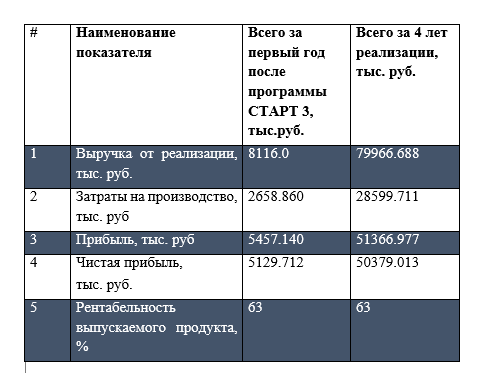 # Наименование показателя Всего за первый год после программы СТАРТ 3, тыс.руб. Всего за 4 лет реализации, тыс. руб.
1 Выручка от реализации, тыс. руб. 8116.0 79966.688
2 Затраты на производство, тыс. руб 2658.860 28599.711
3 Прибыль, тыс. руб 5457.140 51366.977
4 Чистая прибыль, тыс. руб. 5129.712 50379.013
5 Рентабельность выпускаемого продукта, % 63 63